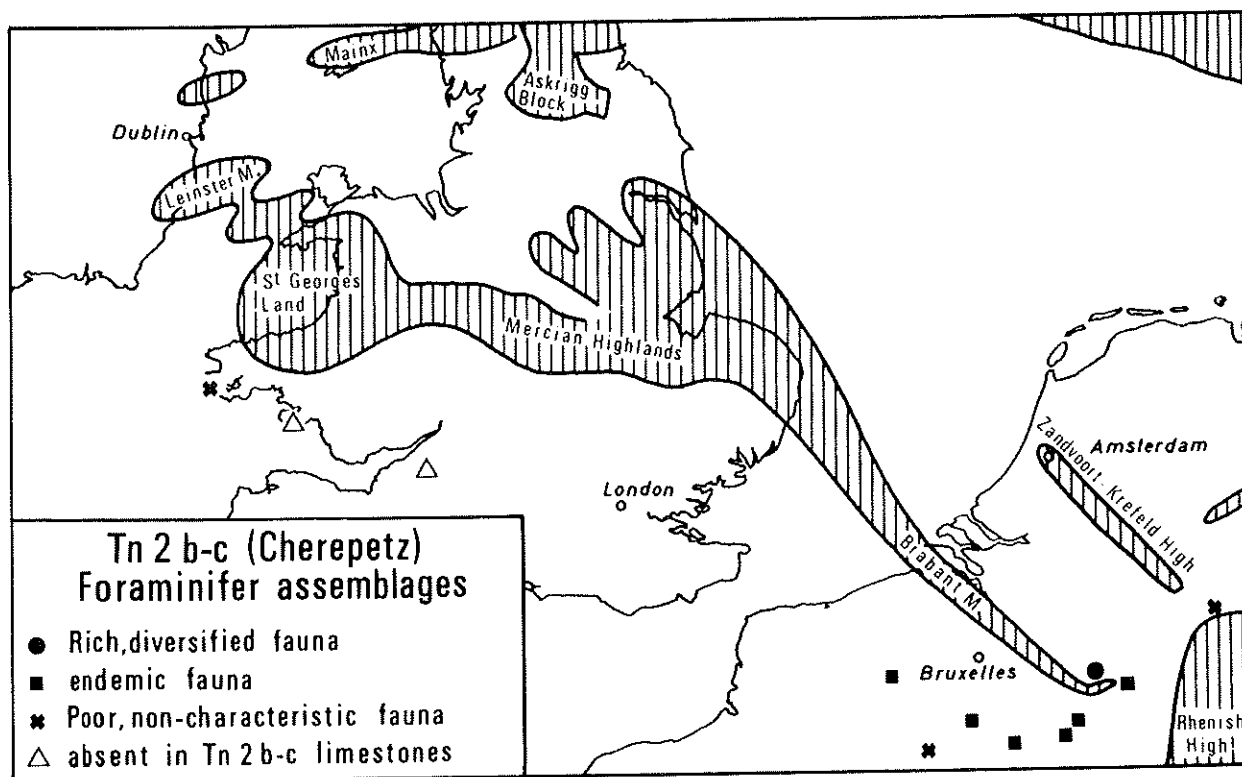 Mainx
Askrigg
Block
Dublin
Leinster M.
St Georges
Land
Mercian Highlands
Amslerdam
Zandvoort-Krefeld High
London
Brabant M.
Bruxelles
Rhenish
High
Tn 2 b-c (Cherepetz)
Foraminifer assemblages
Rich, diversified fauna
endemic fauna
Poor, non-characteristic fauna
absent in Tn 2 b-c limestones